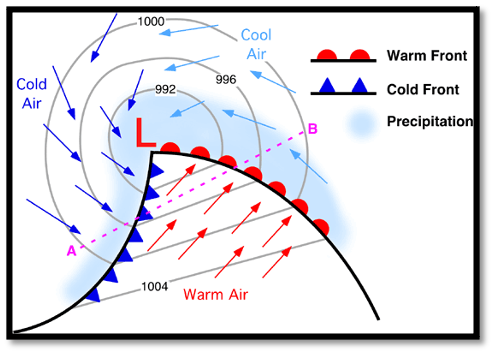 1000
Cool
Air
Cold
Air
996
992
L
B
A
1004
Warm Air
Warm Front
Cold Front
Precipitation